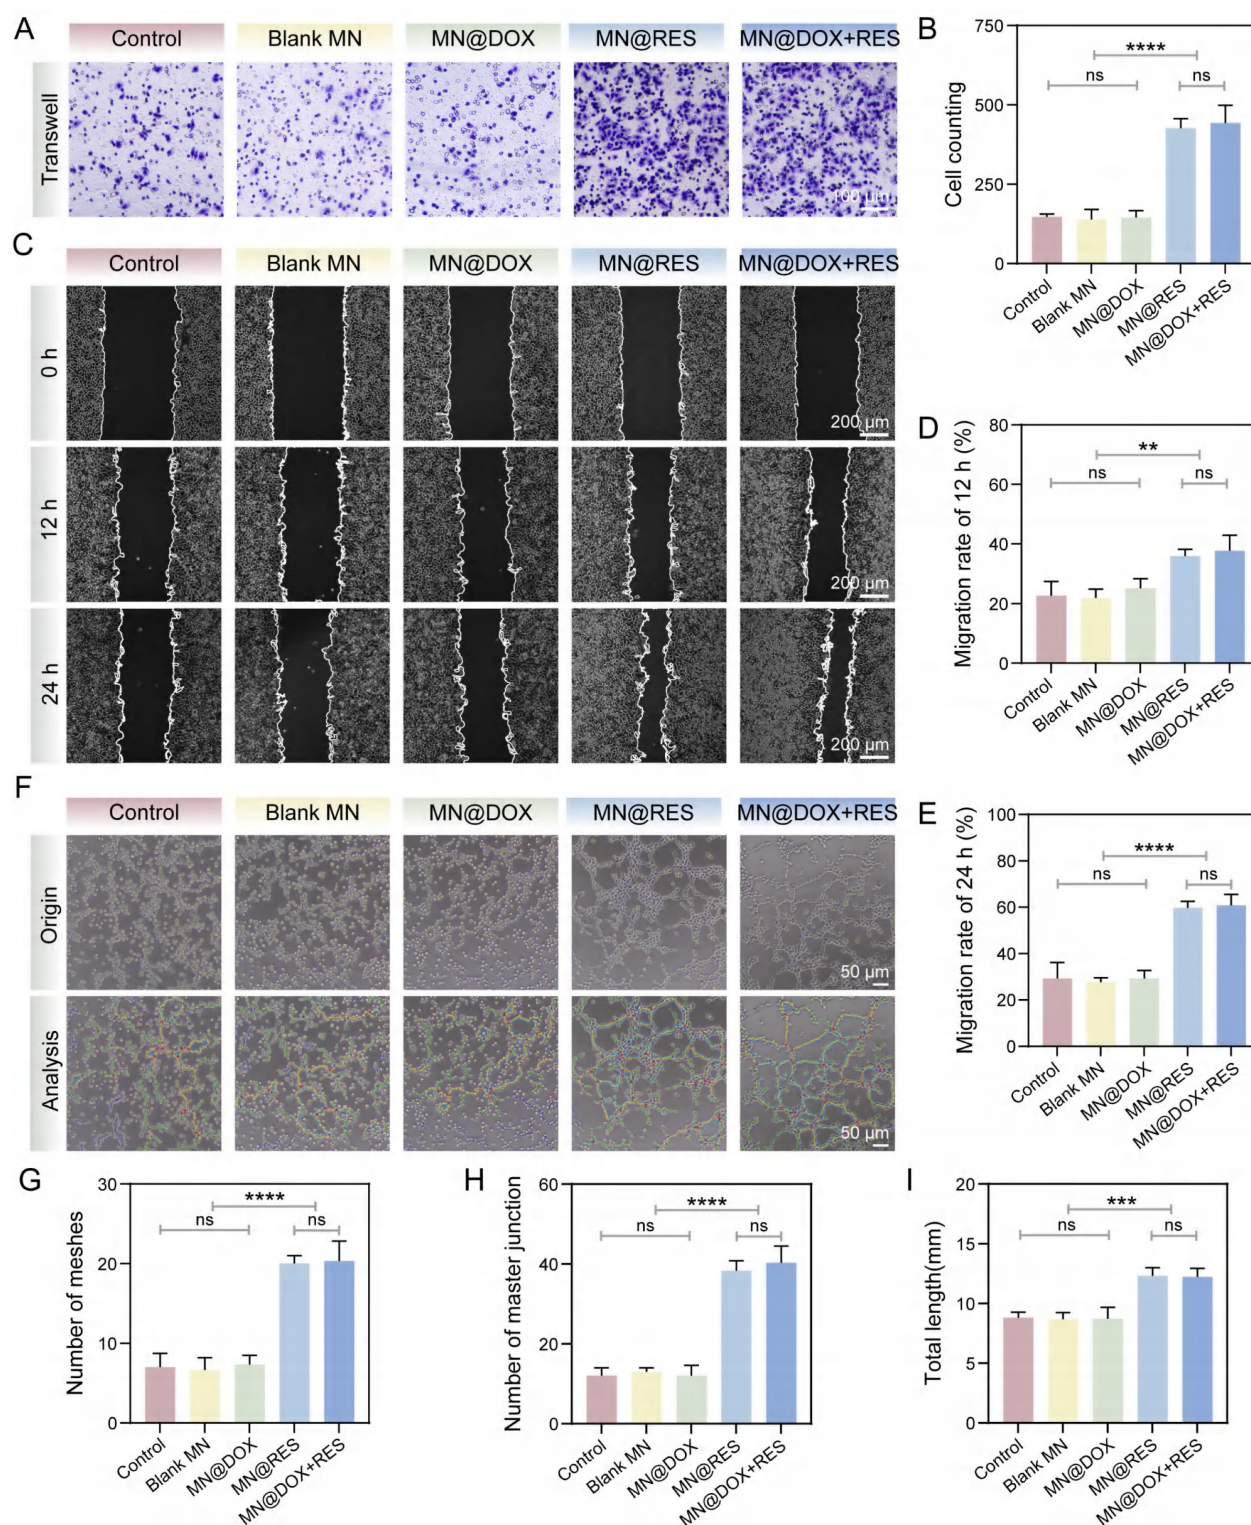 A
Control
Blank MN
MN@DOX
MN@RES
MN@DOX+RES
Transwell
100 μm
B
Cell counting
750
500
250
0
****
ns
ns
Control
Blank MN
MN@DOX
MN@RES
MN@DOX+RES
C
Control
Blank MN
MN@DOX
MN@RES
MN@DOX+RES
0 h
200 μm
12 h
200 μm
24 h
200 μm
D
Migration rate of 12 h (%)
80
60
40
20
0
**
ns
ns
Control
Blank MN
MN@DOX
MN@RES
MN@DOX+RES
F
Control
Blank MN
MN@DOX
MN@RES
MN@DOX+RES
Origin
50 μm
Analysis
50 μm
E
Migration rate of 24 h (%)
100
80
60
40
20
0
****
ns
ns
Control
Blank MN
MN@DOX
MN@RES
MN@DOX+RES
G
Number of meshes
30
20
10
0
****
ns
ns
Control
Blank MN
MN@DOX
MN@RES
MN@DOX+RES
H
Number of master junction
60
40
20
0
****
ns
ns
Control
Blank MN
MN@DOX
MN@RES
MN@DOX+RES
I
Total length(mm)
20
15
10
5
0
***
ns
ns
Control
Blank MN
MN@DOX
MN@RES
MN@DOX+RES